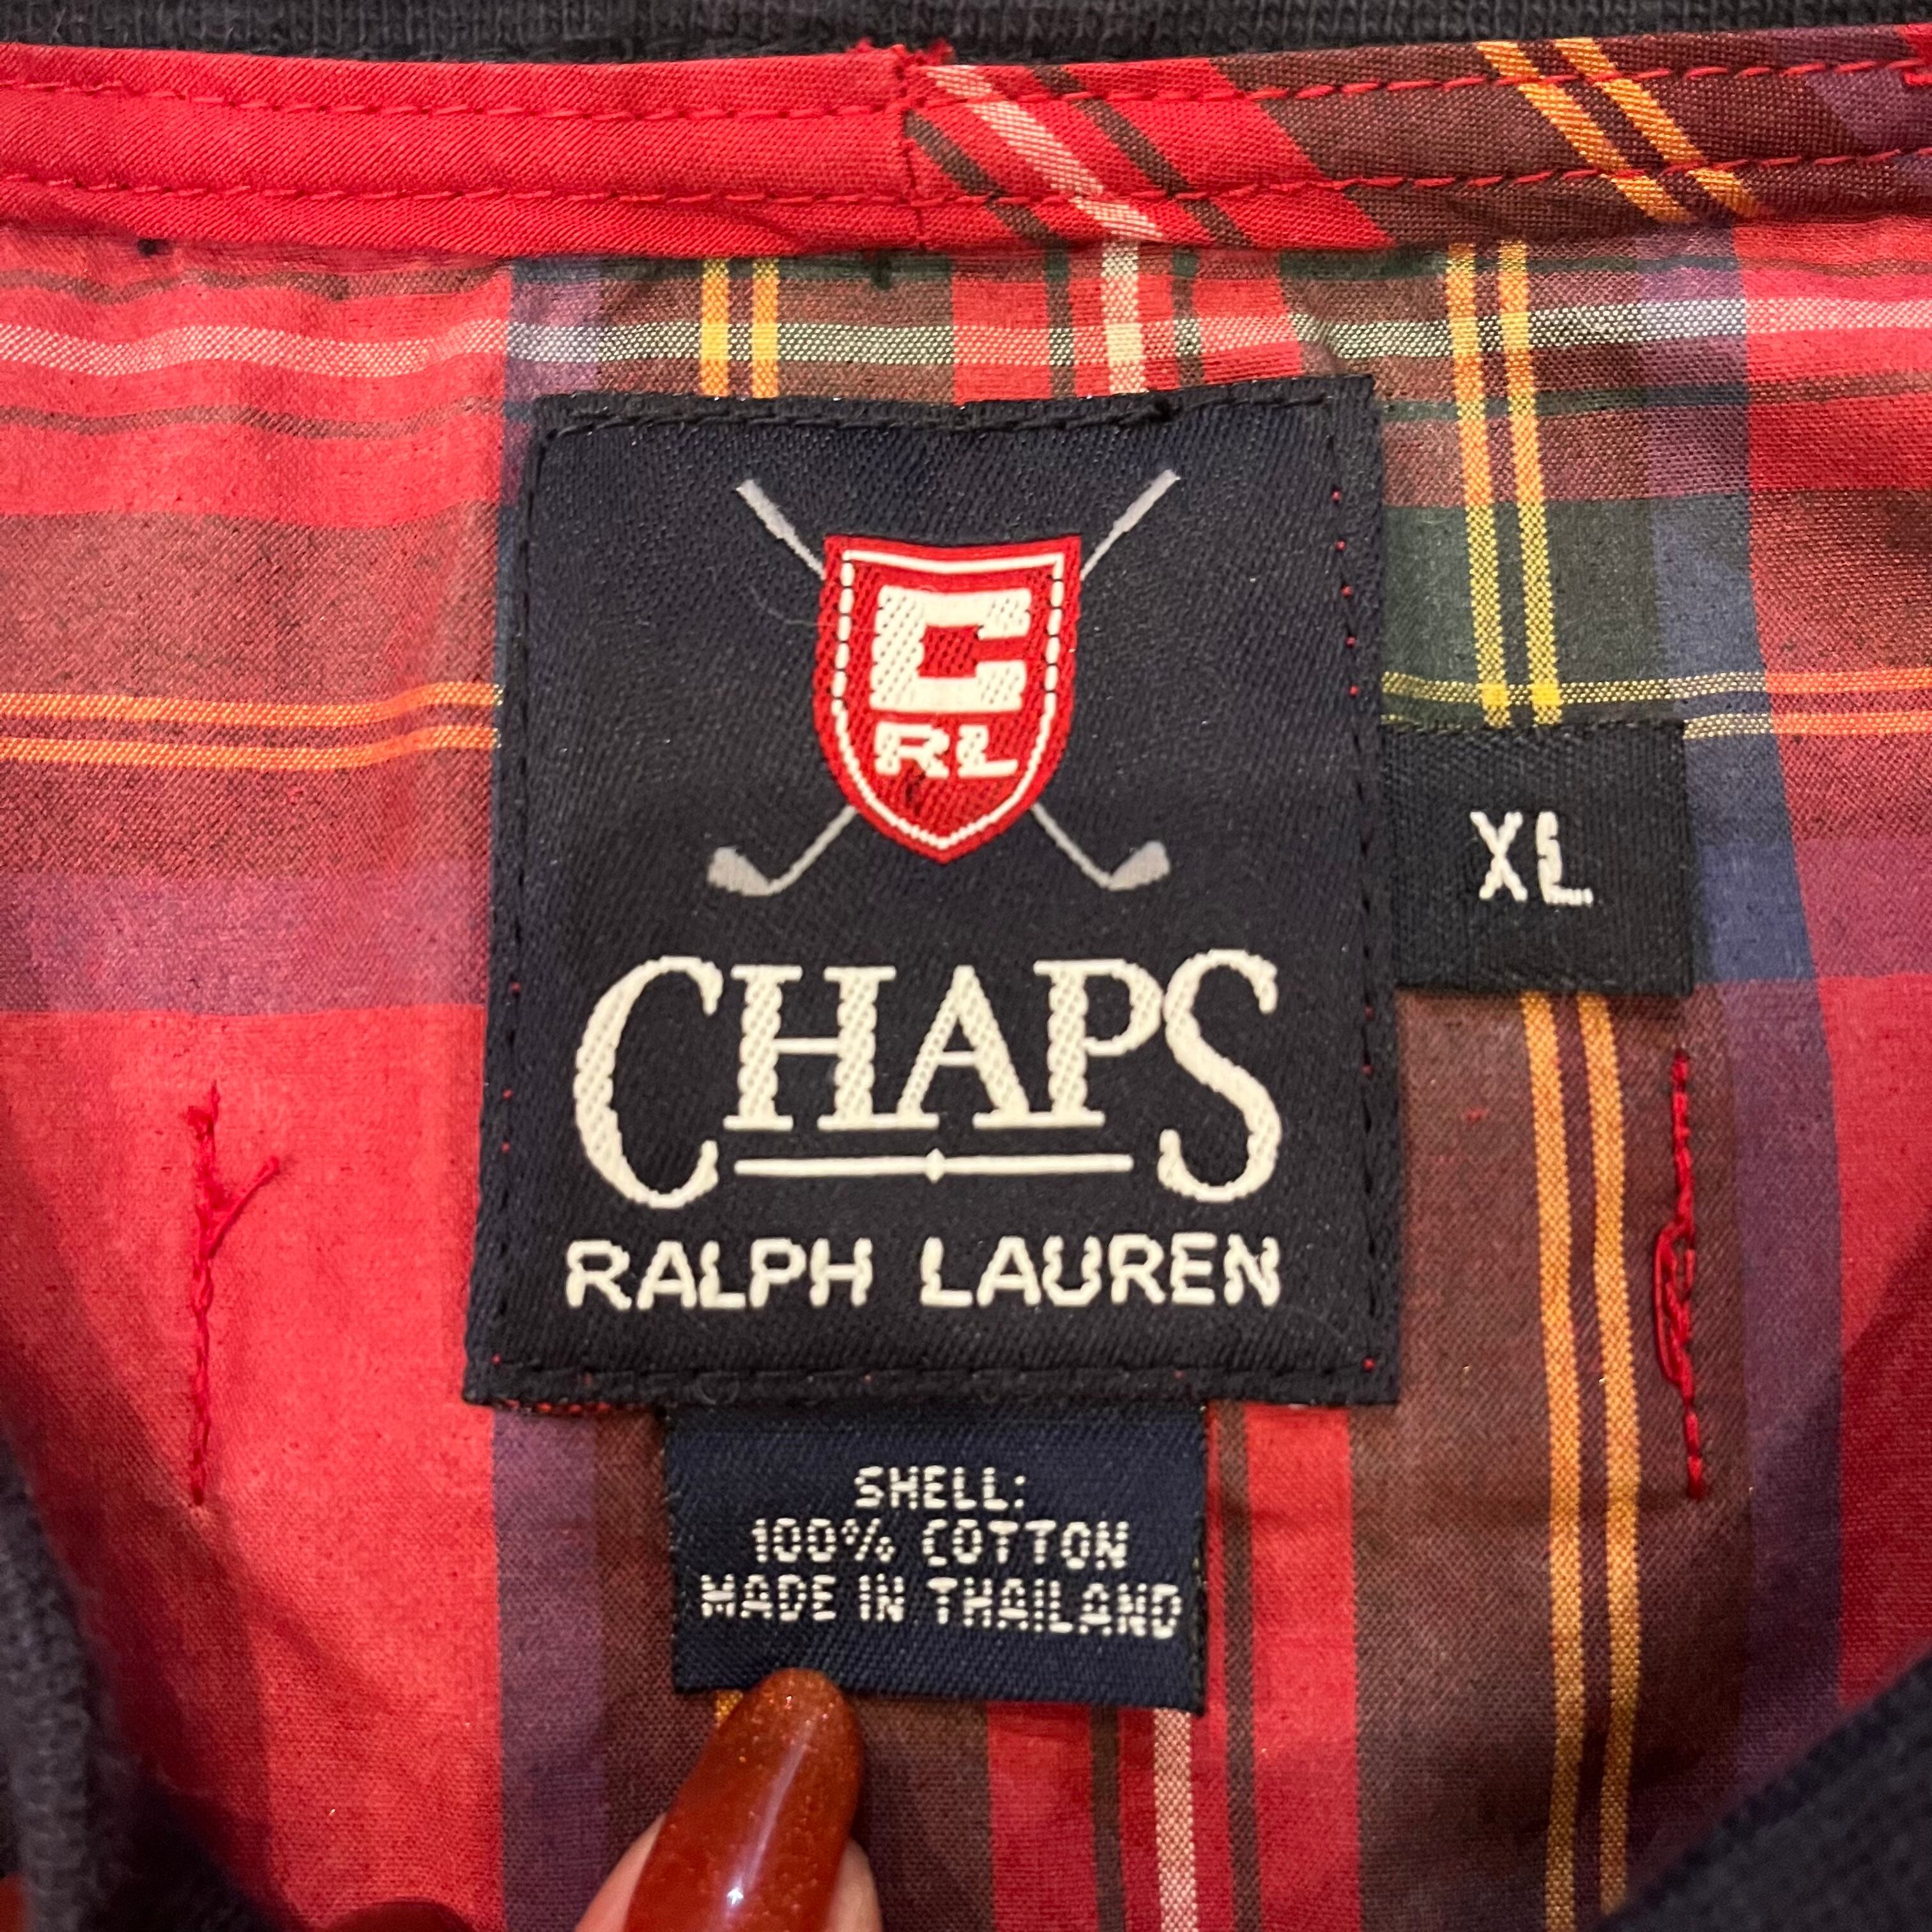 C
RL
CHAPS
RALPH LAUREN
XL
SHELL:
100% COTTON
MADE IN THAILAND